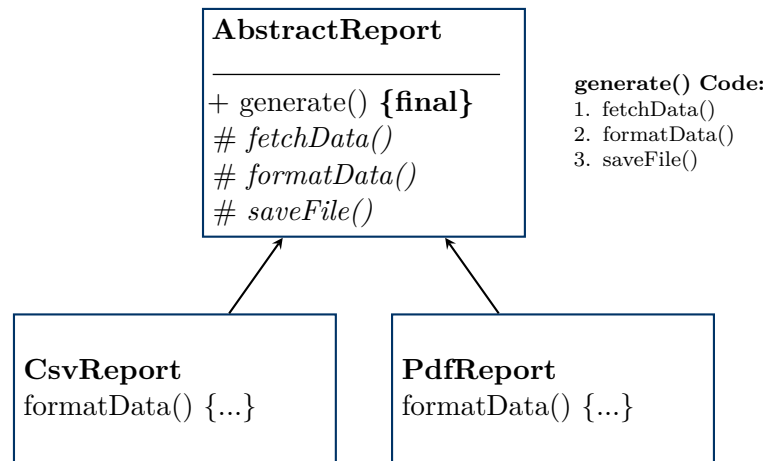 AbstractReport
+ generate() {final}
# fetchData()
# formatData()
# saveFile()
generate() Code:
1. fetchData()
2. formatData()
3. saveFile()
CsvReport
formatData() {...}
PdfReport
formatData() {...}